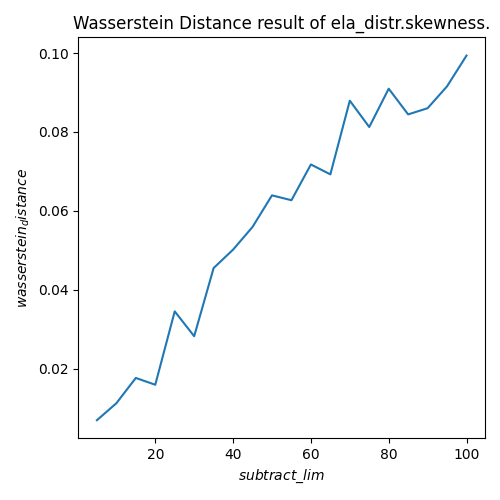 Wasserstein Distance result of ela_distr.skewness.
0.10
0.08
0.06
0.04
0.02
wasserstein_distance
20 40 60 80 100
subtract_lim